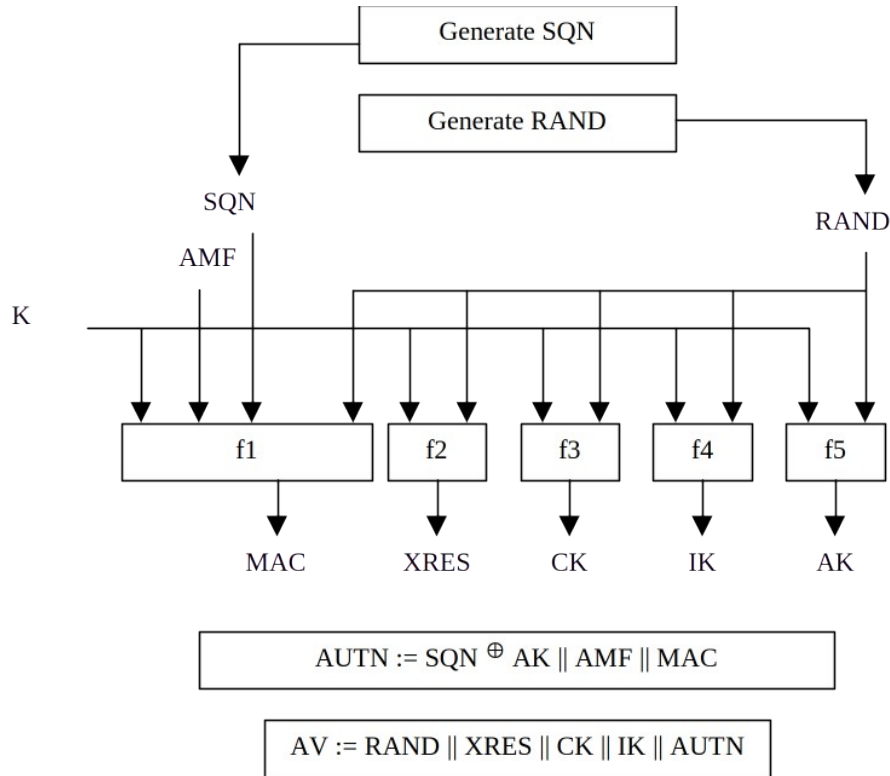 Generate SQN
Generate RAND
SQN
RAND
AMF
K
f1
f2
f3
f4
f5
MAC
XRES
CK
IK
AK
AUTN := SQN ⊕ AK || AMF || MAC
AV := RAND || XRES || CK || IK || AUTN